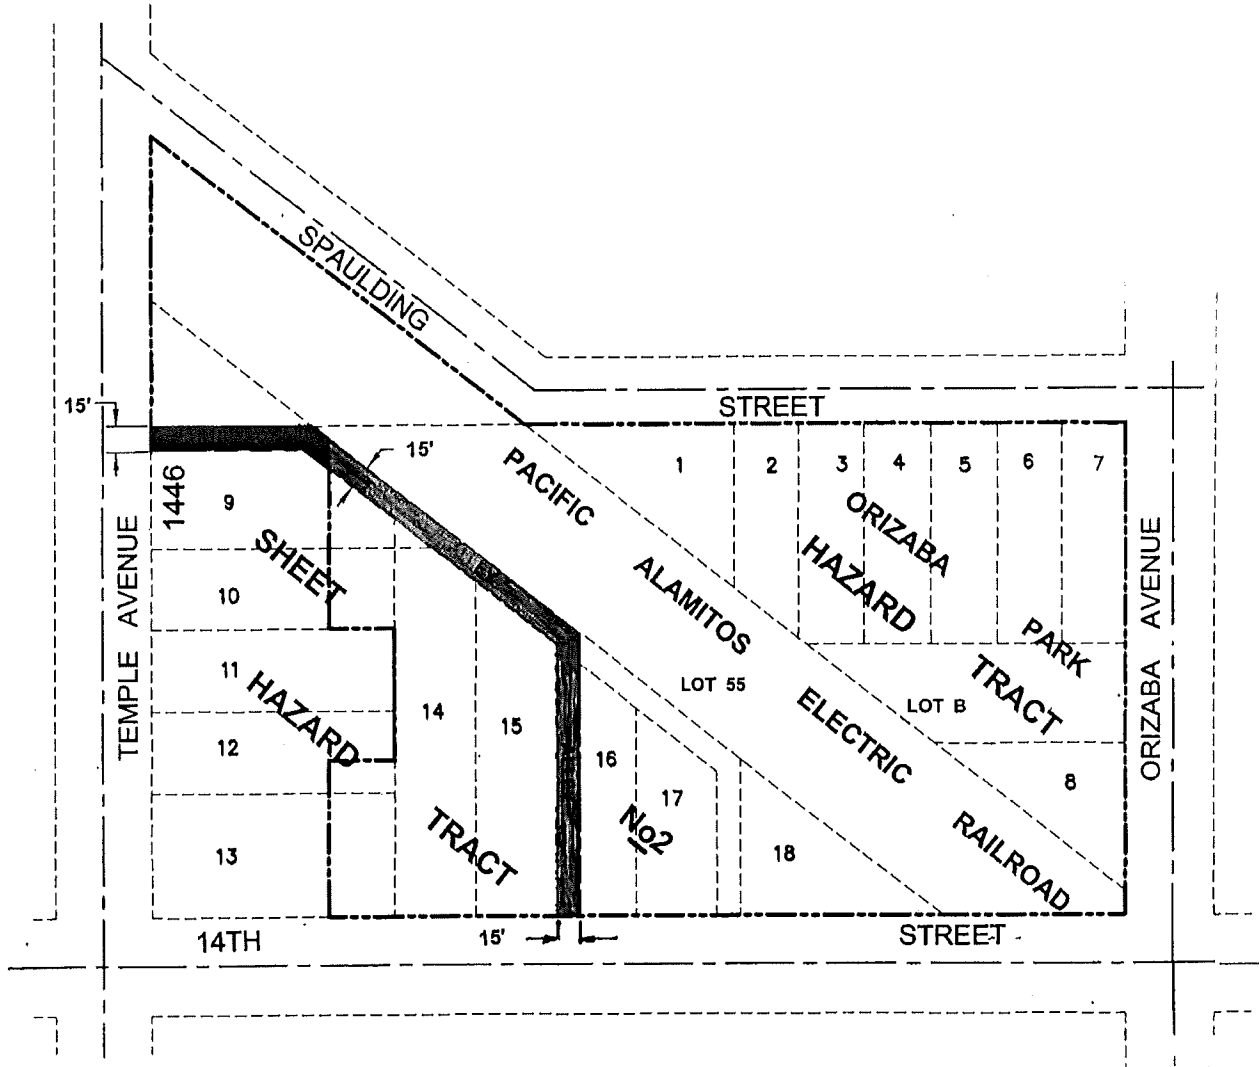 SPAULDING
STREET
15'
15'
1446
TEMPLE AVENUE
9
10
11
12
13
14
15
16
17
18
SHEET
HAZARD
TRACT
No2
PACIFIC
ALAMITOS
ELECTRIC
RAILROAD
LOT 55
1
2
3
4
5
6
7
8
ORIZABA
PARK
HAZARD
TRACT
LOT B
ORIZABA AVENUE
14TH
15'
STREET